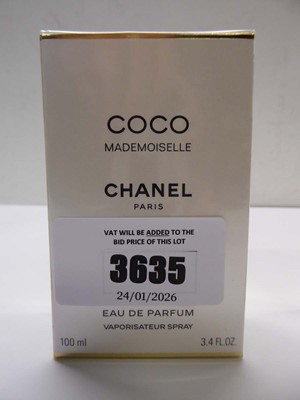 COCO
MADEMOISELLE
CHANEL
PARIS
VAT WILL BE ADDED TO THE
BID PRICE OF THIS LOT
3635
24/01/2026
EAU DE PARFUM
VAPORISATEUR SPRAY
100 ml 3.4 FL.OZ.